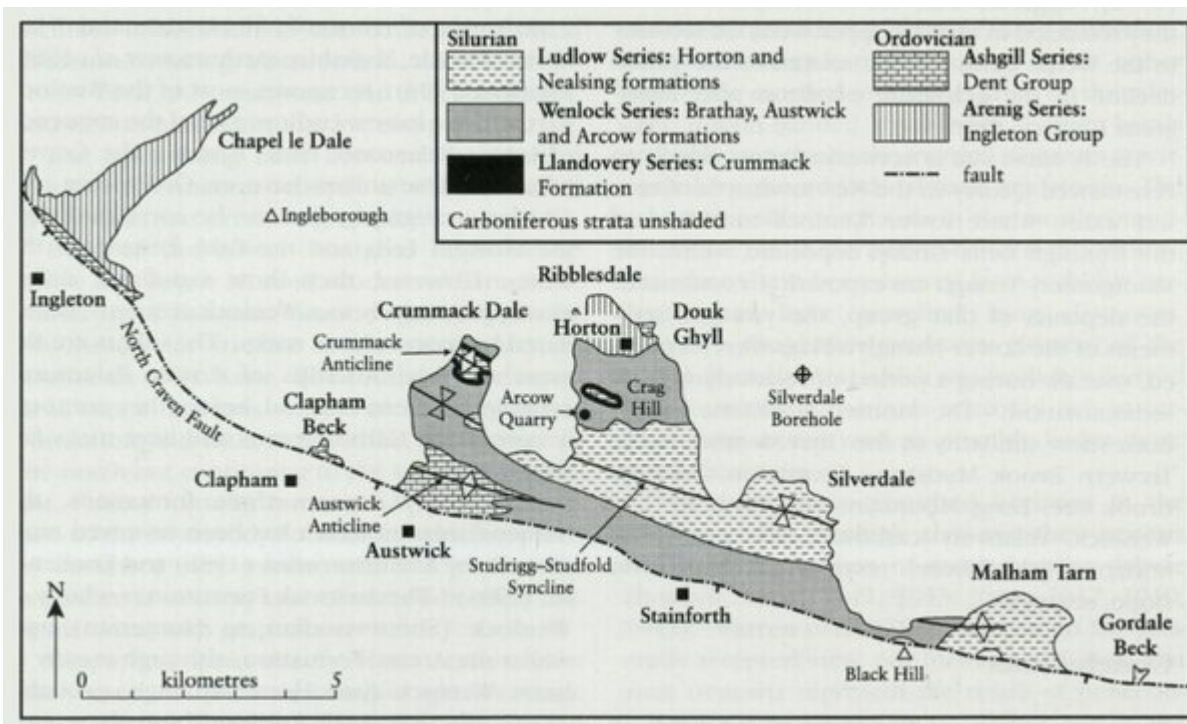 Silurian
Ludlow Series: Horton and
Nealsing formations
Wenlock Series: Brathay, Austwick
and Arcow formations
Llandovery Series: Crummack
Formation
Carboniferous strata unshaded
Ordovician
Ashgill Series:
Dent Group
Arenig Series:
Ingleton Group
fault
Chapel le Dale
Ingleborough
Ingleton
North Craven Fault
Ribblesdale
Crummack Dale
Horton
Douk
Ghyll
Crummack
Anticline
Clapham
Beck
Arcow
Quarry
Crag
Hill
Silverdale
Borehole
Clapham
Silverdale
Austwick
Anticline
Austwick
Studrigg–Studfold
Syncline
Malham Tarn
Stainforth
Gordale
Beck
Black Hill
N
0 kilometres 5